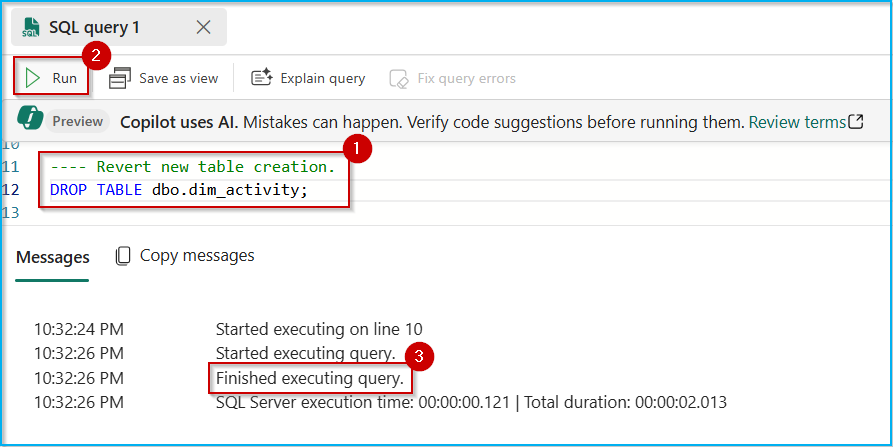 SQL
SQL query 1
2
Run
Save as view
Explain query
Fix query errors
Preview
Copilot uses AI. Mistakes can happen. Verify code suggestions before running them. Review terms
10
1
11 ---- Revert new table creation.
12 DROP TABLE dbo.dim_activity;
13
Messages
Copy messages
10:32:24 PM Started executing on line 10
10:32:26 PM Started executing query.
3
10:32:26 PM Finished executing query.
10:32:26 PM SQL Server execution time: 00:00:00.121 | Total duration: 00:00:02.013